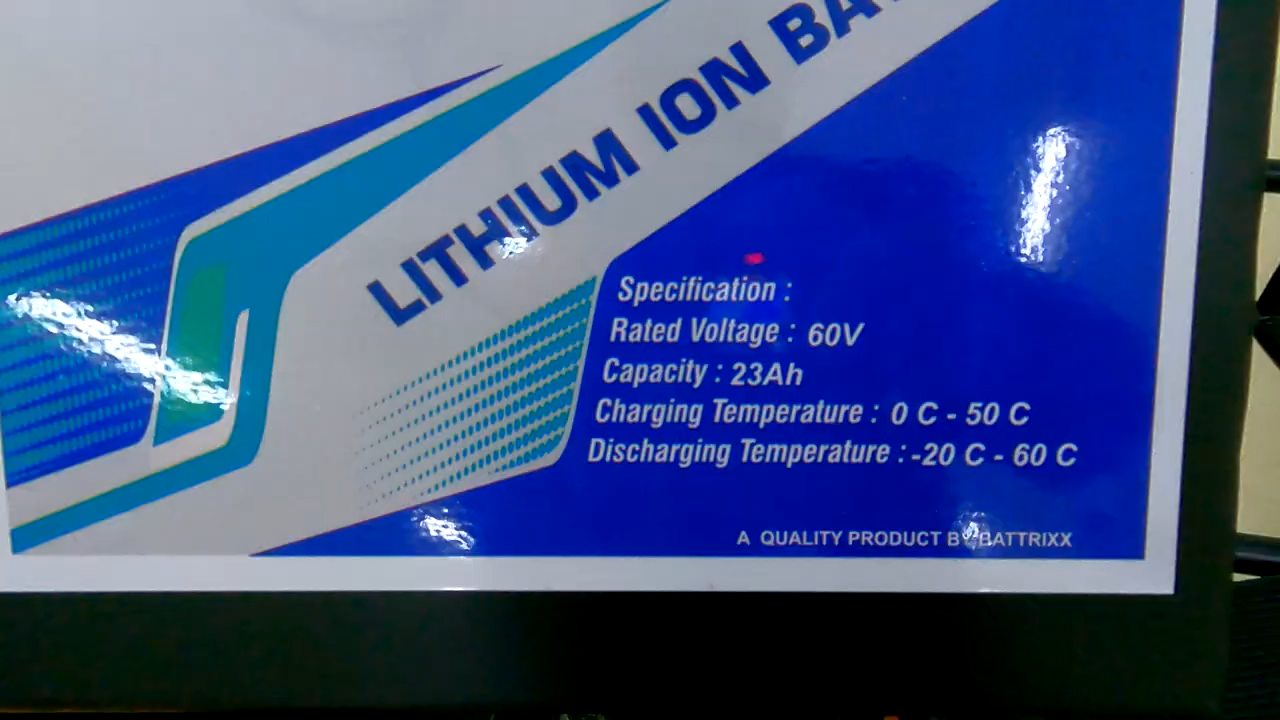 LITHIUM ION BAT
Specification :
Rated Voltage : 60V
Capacity : 23Ah
Charging Temperature : 0 C - 50 C
Discharging Temperature : -20 C - 60 C
A QUALITY PRODUCT BY BATTRIXX